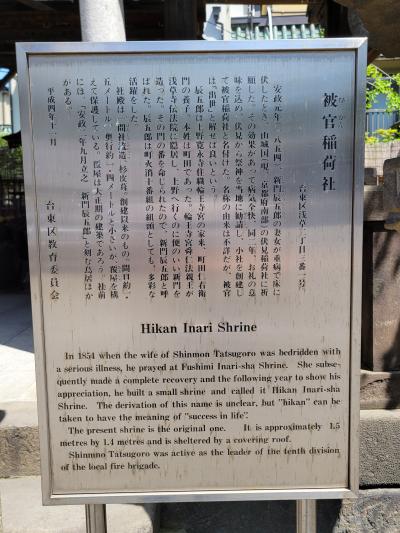 被官稲荷社
ひかん
台東区浅草二丁目三番一号
安政元年(一八五四)、新門辰五郎の妻女が重病で床に
伏したとき、山城国(現、京都府南部)の伏見稲荷社に祈
願し、その効果があって病気全快、同二年、お礼の意
味を込め、祭神を当地に勧請し、小社を創建し
て被官稲荷社と名付けた。名称の由来は不詳だが、被官
は「出世」と解せば良いという。
辰五郎は上野寛永寺住職輪王寺宮の家来、町田仁右衛
門の養子、本姓は町田であった。輪王寺宮舜仁法親王が
浅草寺伝法院に隠居し、上野へ行くのに便のいい新門を
造った。その門の番を命じられたので、新門辰五郎と呼
ばれた。辰五郎は町火消十番組の組頭としても、多彩な
活躍をした。
社殿は一間社流造、杉皮葺。創建以来のもの。間口約一・
五メートル、奥行約一・四メートルと小さいが、覆屋を構
えて保護している。覆屋は大正期の建築であろう。社前
には、「安政二年九月立之 新門辰五郎」と刻む鳥居ほか
がある。
平成四年十一月
台東区教育委員会
Hikan Inari Shrine
In 1854 when the wife of Shinmon Tatsugoro was bedridden with
a serious illness, he prayed at Fushimi Inari-sha Shrine. She subse-
quently made a complete recovery and the following year to show his
appreciation, he built a small shrine and called it Hikan Inari-sha
Shrine. The derivation of this name is unclear, but "hikan" can be
taken to have the meaning of "success in life".
The present shrine is the original one. It is approximately 1.5
metres by 1.4 metres and is sheltered by a covering roof.
Shinmno Tatsugoro was active as the leader of the tenth division
of the local fire brigade.